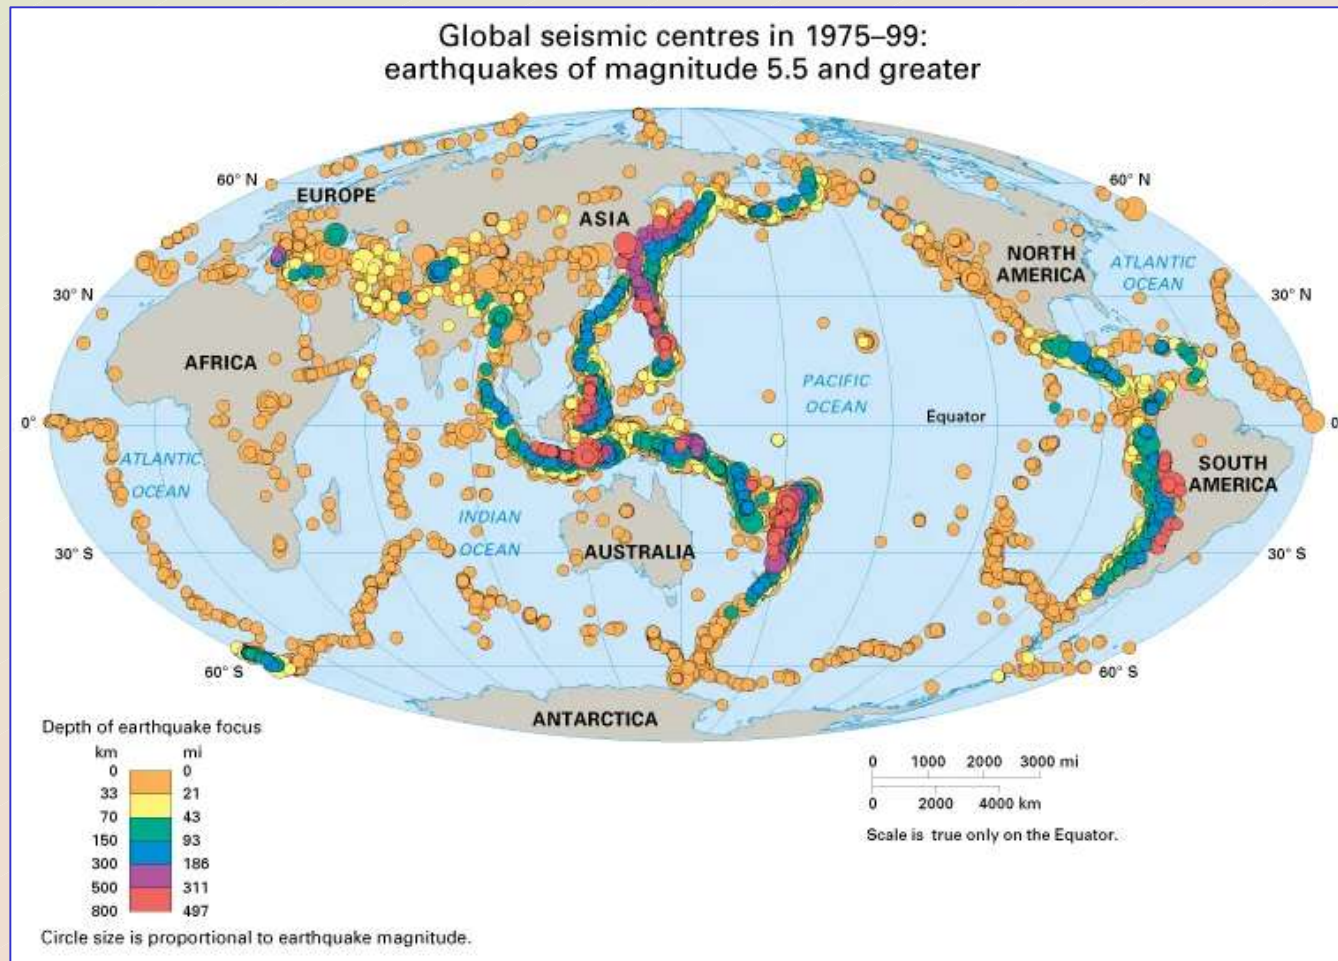 Global seismic centres in 1975–99:
earthquakes of magnitude 5.5 and greater
60° N
60° N
EUROPE
ASIA
NORTH
AMERICA
ATLANTIC
OCEAN
30° N
30° N
AFRICA
PACIFIC
OCEAN
Equator
0°
0
ATLANTIC
OCEAN
INDIAN
OCEAN
SOUTH
AMERICA
AUSTRALIA
30° S
30° S
60° S
60° S
ANTARCTICA
Depth of earthquake focus
km mi
0 0
33 21
70 43
150 93
300 186
500 311
800 497
Circle size is proportional to earthquake magnitude.
0 1000 2000 3000 mi
0 2000 4000 km
Scale is true only on the Equator.